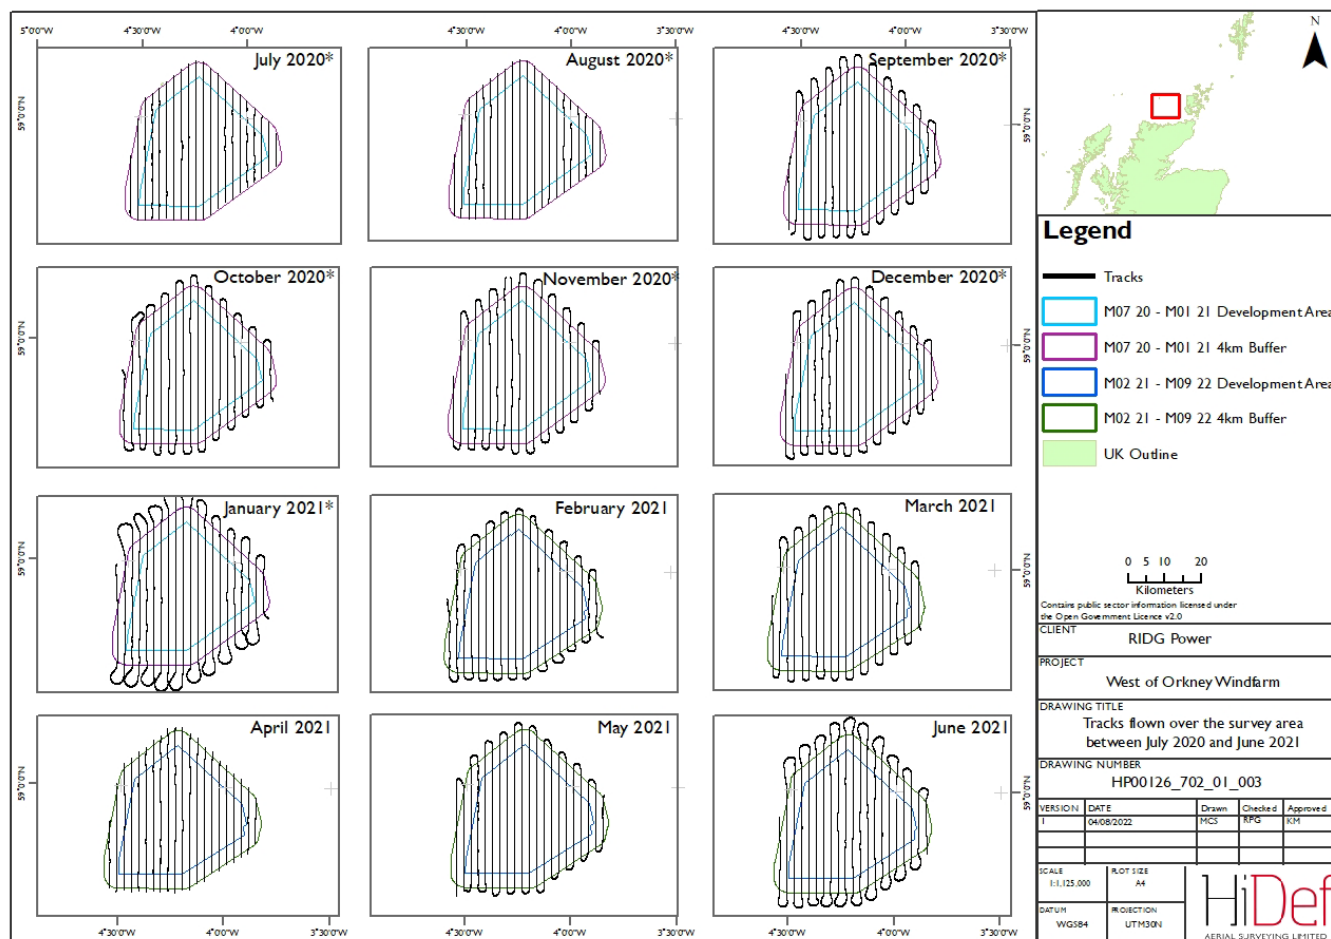 5°0'0"W
4°30'0"W
4°0'0"W
4°30'0"W
4°0'0"W
3°30'0"W
4°30'0"W
4°0'0"W
3°30'0"W
July 2020*
August 2020*
September 2020*
59°0'0"N
59°0'0"N
October 2020*
November 2020*
December 2020*
59°0'0"N
59°0'0"N
January 2021*
February 2021
March 2021
59°0'0"N
59°0'0"N
April 2021
May 2021
June 2021
59°0'0"N
59°0'0"N
4°30'0"W
4°0'0"W
3°30'0"W
4°30'0"W
4°0'0"W
3°30'0"W
4°30'0"W
4°0'0"W
3°30'0"W
N
Legend
Tracks
M07 20 - M01 21 Development Area
M07 20 - M01 21 4km Buffer
M02 21 - M09 22 Development Area
M02 21 - M09 22 4km Buffer
UK Outline
0 5 10 20
Kilometers
Contains public sector information licensed under
the Open Government Licence v2.0
CLIENT
RIDG Power
PROJECT
West of Orkney Windfarm
DRAWING TITLE
Tracks flown over the survey area
between July 2020 and June 2021
DRAWING NUMBER
HP00126_702_01_003
VERSION DATE Drawn Checked Approved
1 04/08/2022 MCS RPG KM
SCALE PLOT SIZE
1:1,125,000 A4
DATUM PROJECTION
WGS84 UTM30N
HiDef
AERIAL SURVEYING LIMITED